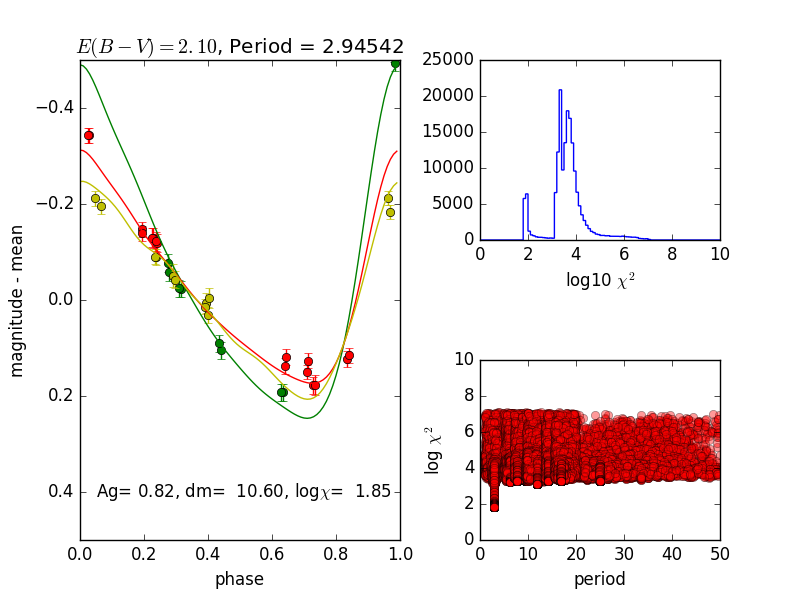 E(B − V) = 2.10, Period = 2.94542
magnitude - mean
−0.4
−0.2
0.0
0.2
0.4
Ag= 0.82, dm= 10.60, logχ= 1.85
0.0 0.2 0.4 0.6 0.8 1.0
phase
25000
20000
15000
10000
5000
0
0 2 4 6 8 10
log10 χ²
10
8
6
4
2
0
log χ²
0 10 20 30 40 50
period